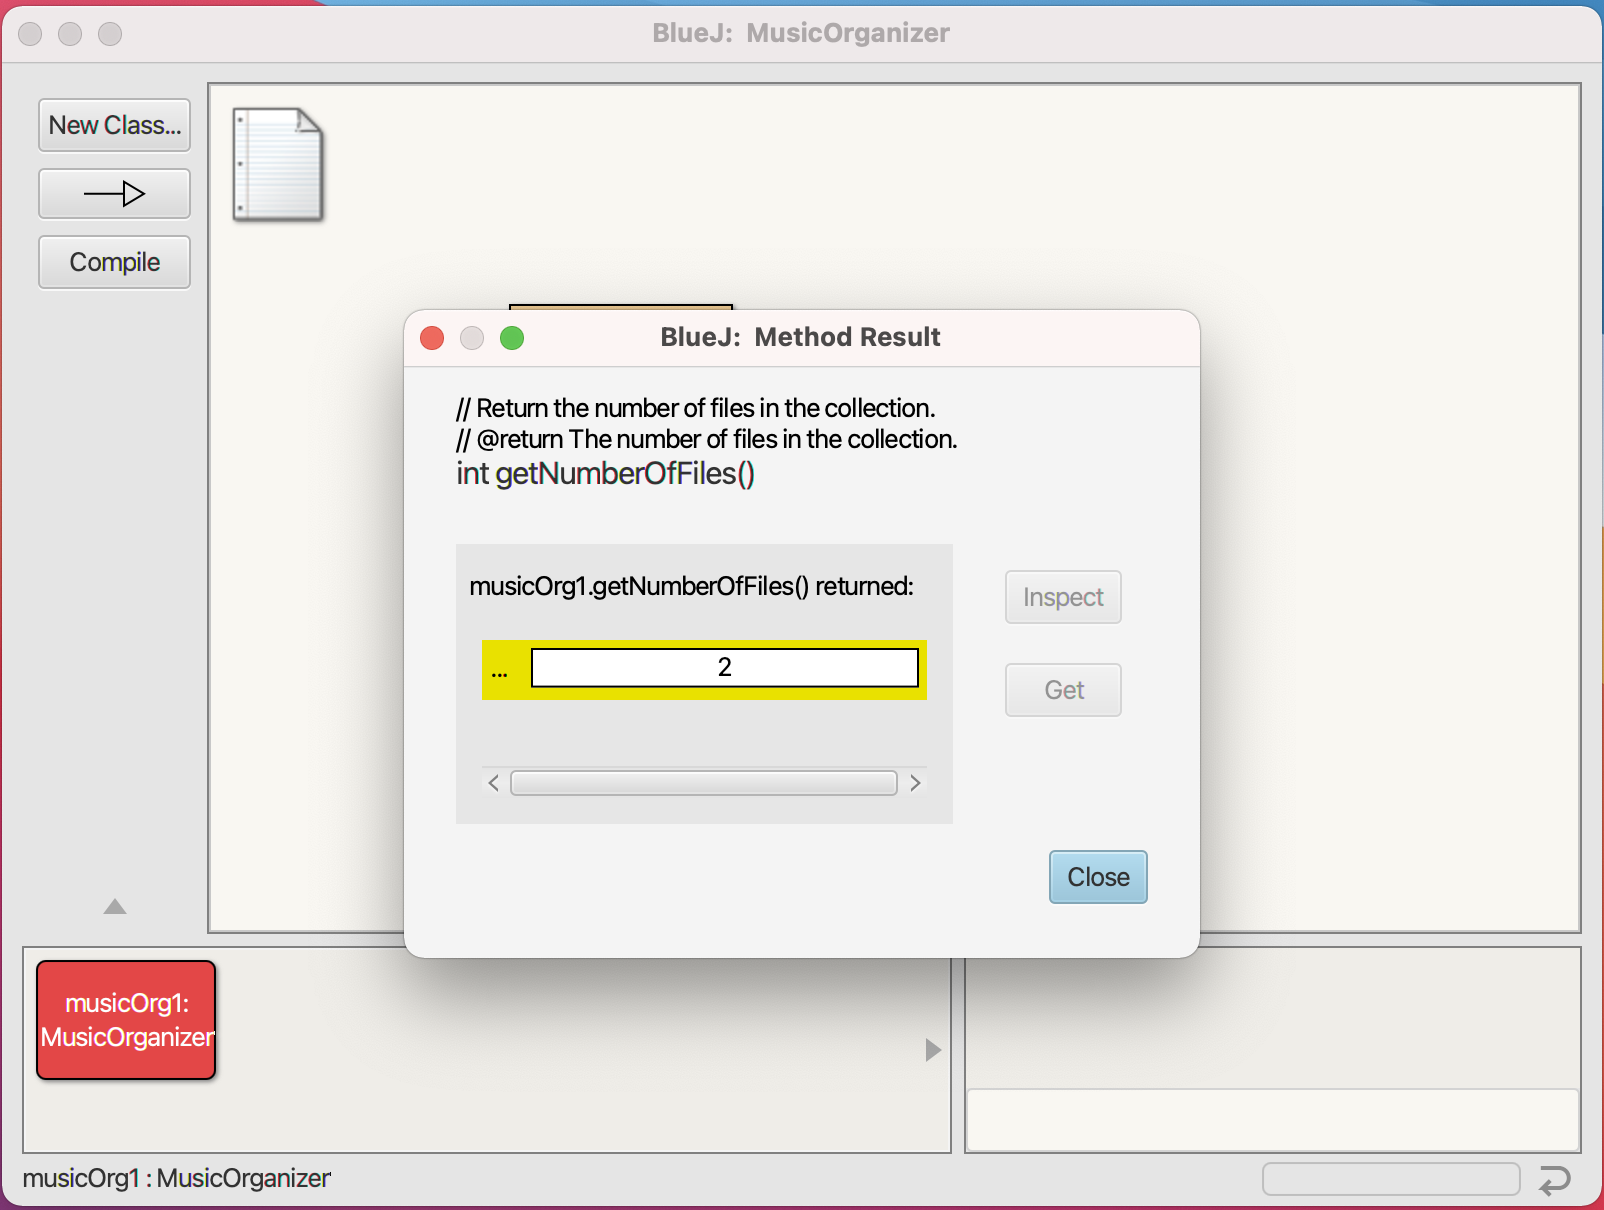 BlueJ:  MusicOrganizer
New Class...
Compile
BlueJ:  Method Result
// Return the number of files in the collection.
// @return The number of files in the collection.
int getNumberOfFiles()
musicOrg1.getNumberOfFiles() returned:
... 2
Inspect
Get
Close
musicOrg1:
MusicOrganizer
musicOrg1 : MusicOrganizer